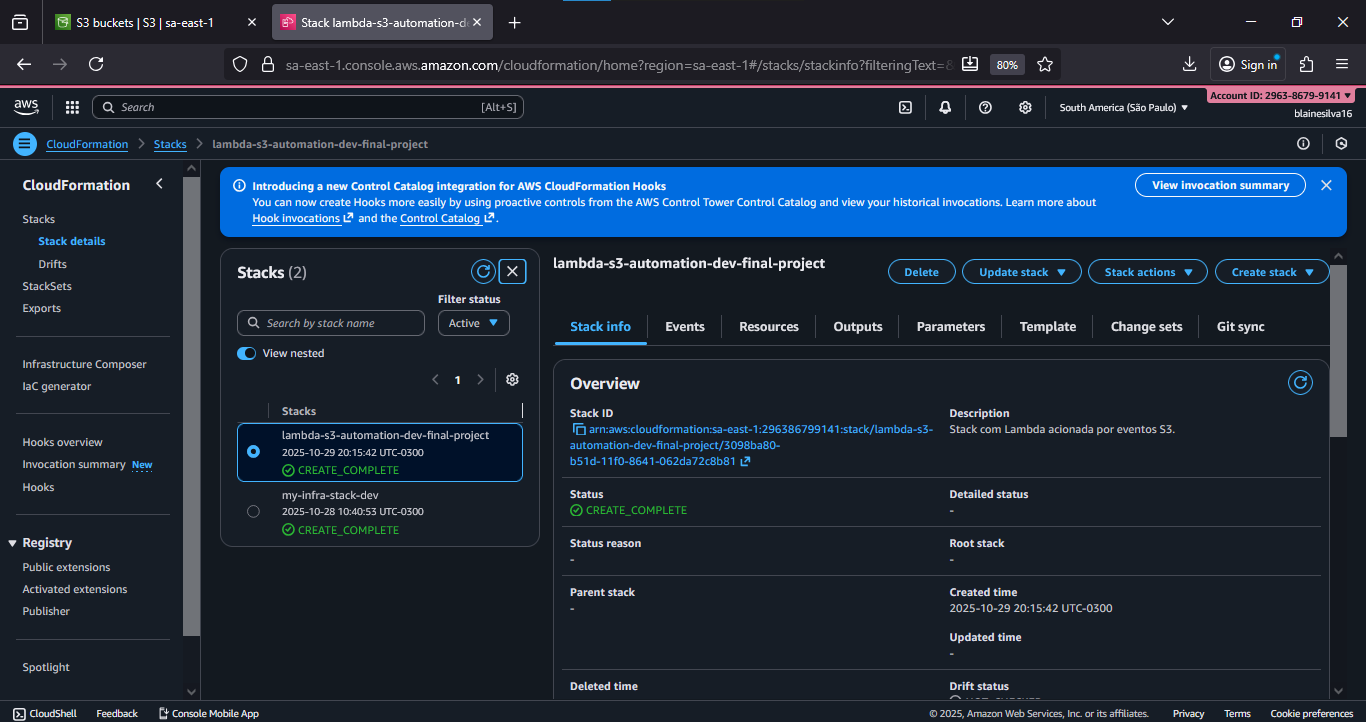 S3 buckets | S3 | sa-east-1
Stack lambda-s3-automation-de
sa-east-1.console.aws.amazon.com/cloudformation/home?region=sa-east-1#/stacks/stackinfo?filteringText=
80%
Sign in
aws
Search
[Alt+S]
South America (São Paulo)
Account ID: 2963-8679-9141
blainesilva16
CloudFormation
Stacks
lambda-s3-automation-dev-final-project
CloudFormation
Stacks
Stack details
Drifts
StackSets
Exports
Infrastructure Composer
IaC generator
Hooks overview
Invocation summary New
Hooks
Registry
Public extensions
Activated extensions
Publisher
Spotlight
Introducing a new Control Catalog integration for AWS CloudFormation Hooks
You can now create Hooks more easily by using proactive controls from the AWS Control Tower Control Catalog and view your historical invocations. Learn more about
Hook invocations and the Control Catalog .
View invocation summary
Stacks (2)
Filter status
Search by stack name
Active
View nested
1
Stacks
lambda-s3-automation-dev-final-project
2025-10-29 20:15:42 UTC-0300
CREATE_COMPLETE
my-infra-stack-dev
2025-10-28 10:40:53 UTC-0300
CREATE_COMPLETE
lambda-s3-automation-dev-final-project
Delete
Update stack
Stack actions
Create stack
Stack info
Events
Resources
Outputs
Parameters
Template
Change sets
Git sync
Overview
Stack ID
arn:aws:cloudformation:sa-east-1:296386799141:stack/lambda-s3-
automation-dev-final-project/3098ba80-
b51d-11f0-8641-062da72c8b81
Description
Stack com Lambda acionada por eventos S3.
Status
CREATE_COMPLETE
Detailed status
-
Status reason
-
Root stack
-
Parent stack
-
Created time
2025-10-29 20:15:42 UTC-0300
Updated time
-
Deleted time
Drift status
CloudShell
Feedback
Console Mobile App
© 2025, Amazon Web Services, Inc. or its affiliates.
Privacy
Terms
Cookie preferences